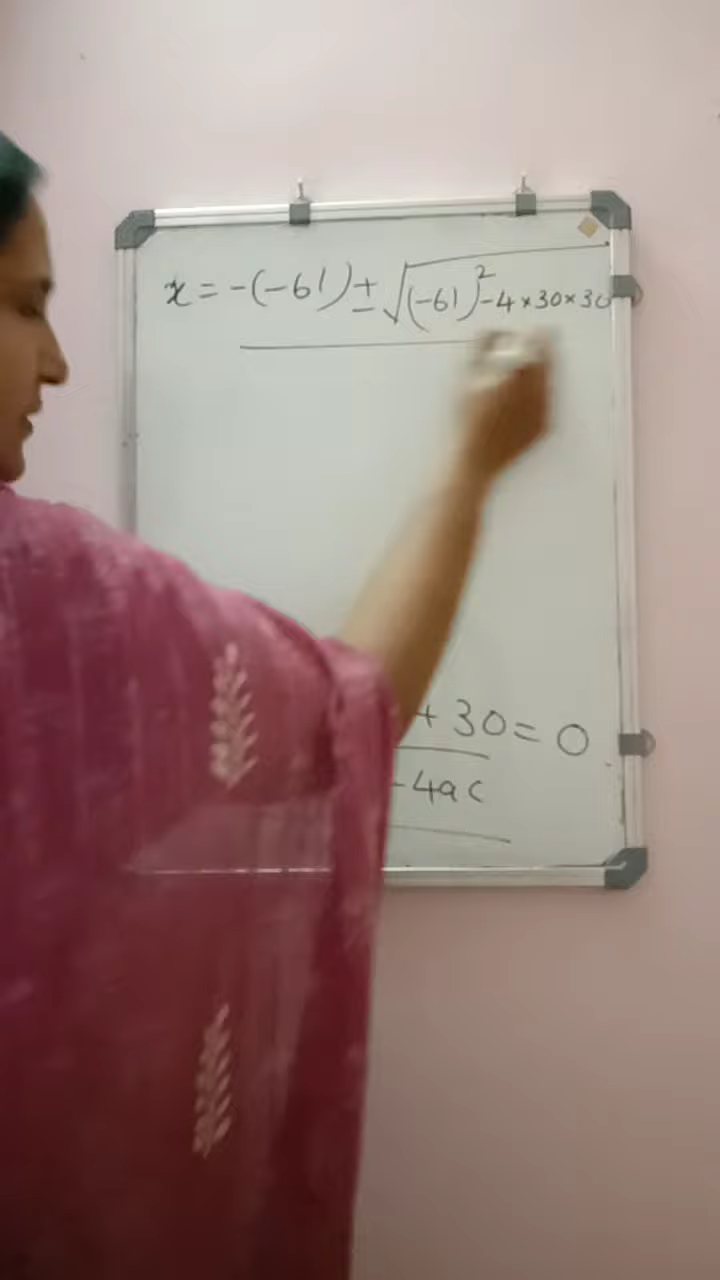 x = -(-61) ± √(-61)² - 4 × 30 × 30
+ 30 = 0
- 4ac